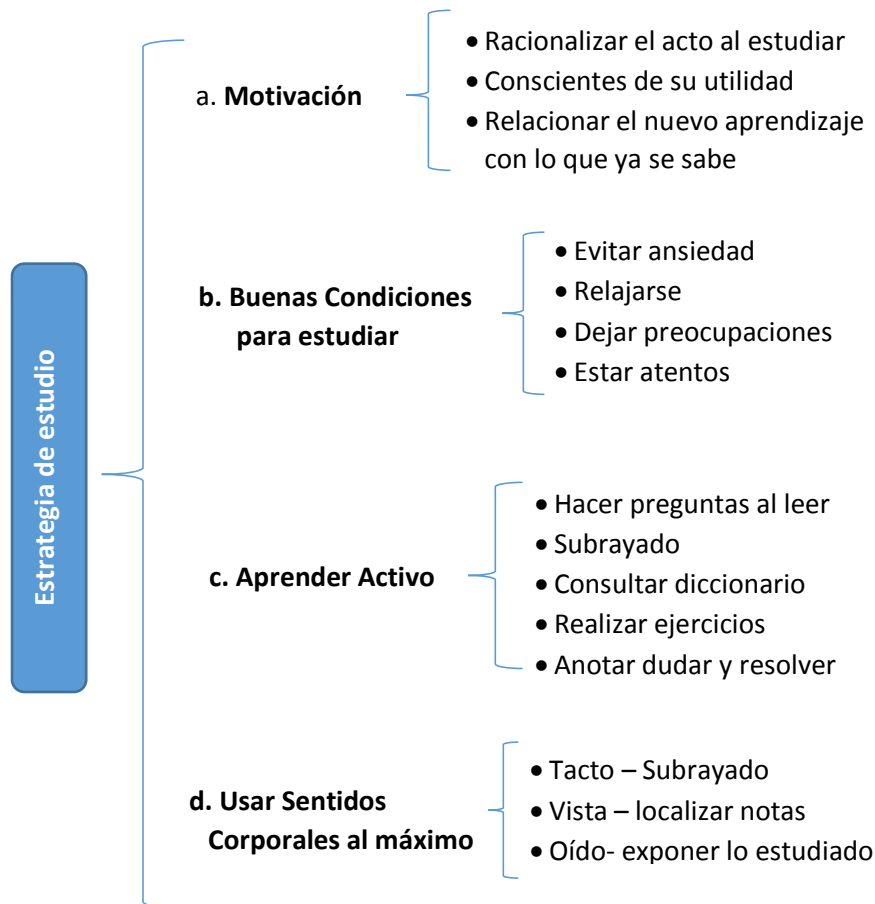 Estrategia de estudio
a. Motivación
• Racionalizar el acto al estudiar
• Conscientes de su utilidad
• Relacionar el nuevo aprendizaje
con lo que ya se sabe
b. Buenas Condiciones
para estudiar
• Evitar ansiedad
• Relajarse
• Dejar preocupaciones
• Estar atentos
c. Aprender Activo
• Hacer preguntas al leer
• Subrayado
• Consultar diccionario
• Realizar ejercicios
• Anotar dudar y resolver
d. Usar Sentidos
Corporales al máximo
• Tacto – Subrayado
• Vista – localizar notas
• Oído- exponer lo estudiado